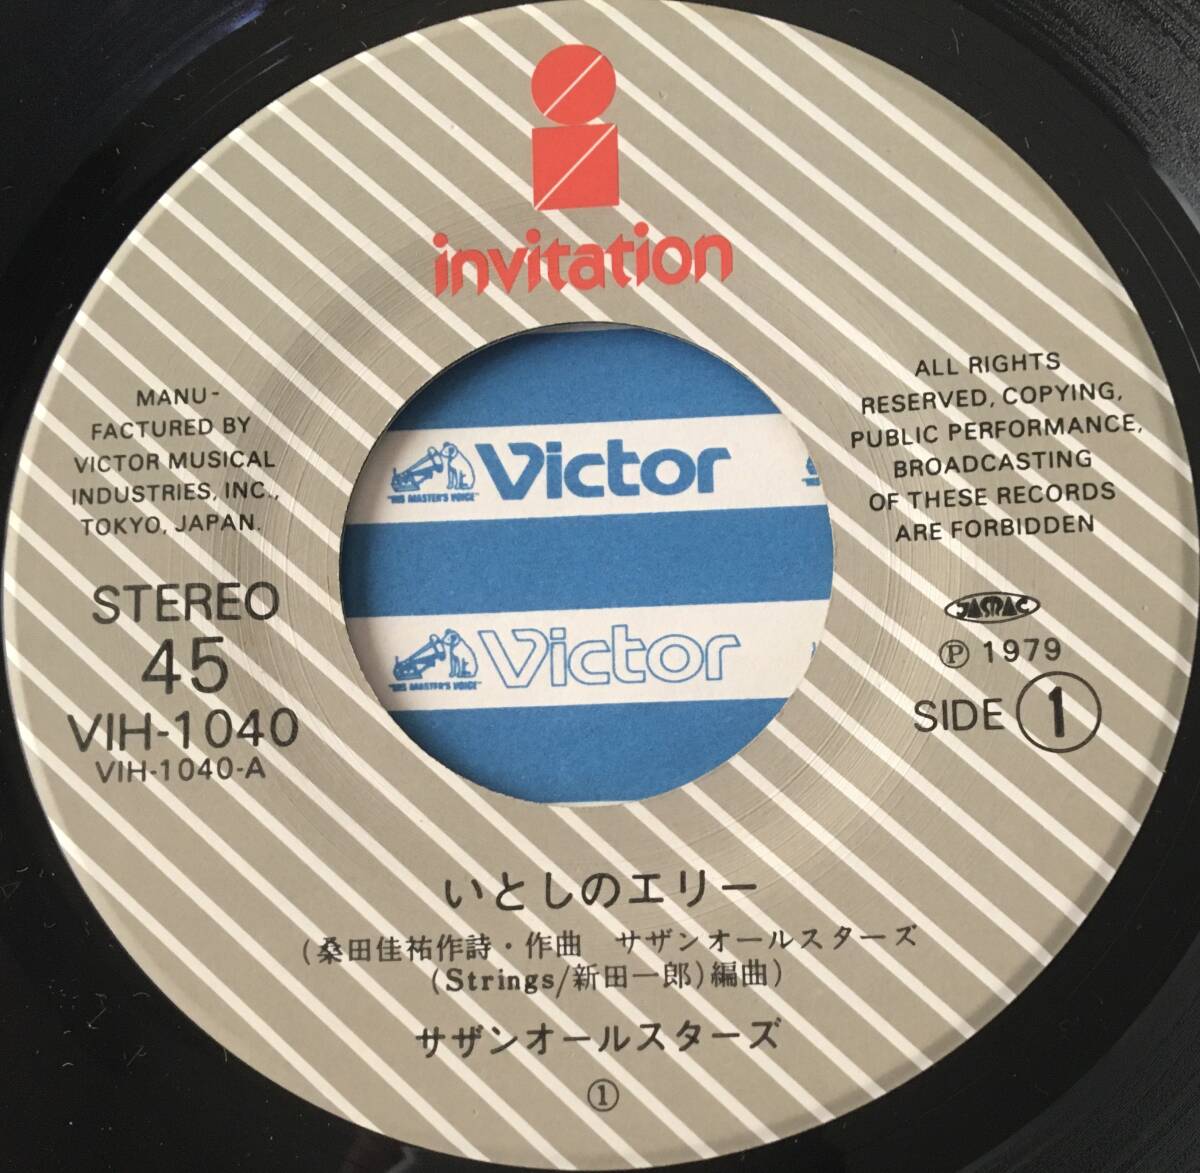 invitation
MANU-
FACTURED BY
VICTOR MUSICAL
INDUSTRIES, INC.,
TOKYO, JAPAN.
STEREO
45
VIH-1040
VIH-1040-A
ALL RIGHTS
RESERVED, COPYING,
PUBLIC PERFORMANCE,
BROADCASTING
OF THESE RECORDS
ARE FORBIDDEN
JASRAC
Ⓟ 1979
SIDE 1
Victor
"HIS MASTER'S VOICE"
Victor
"HIS MASTER'S VOICE"
いとしのエリー
(桑田佳祐作詩・作曲 サザンオールスターズ
(Strings/新田一郎)編曲)
サザンオールスターズ
①